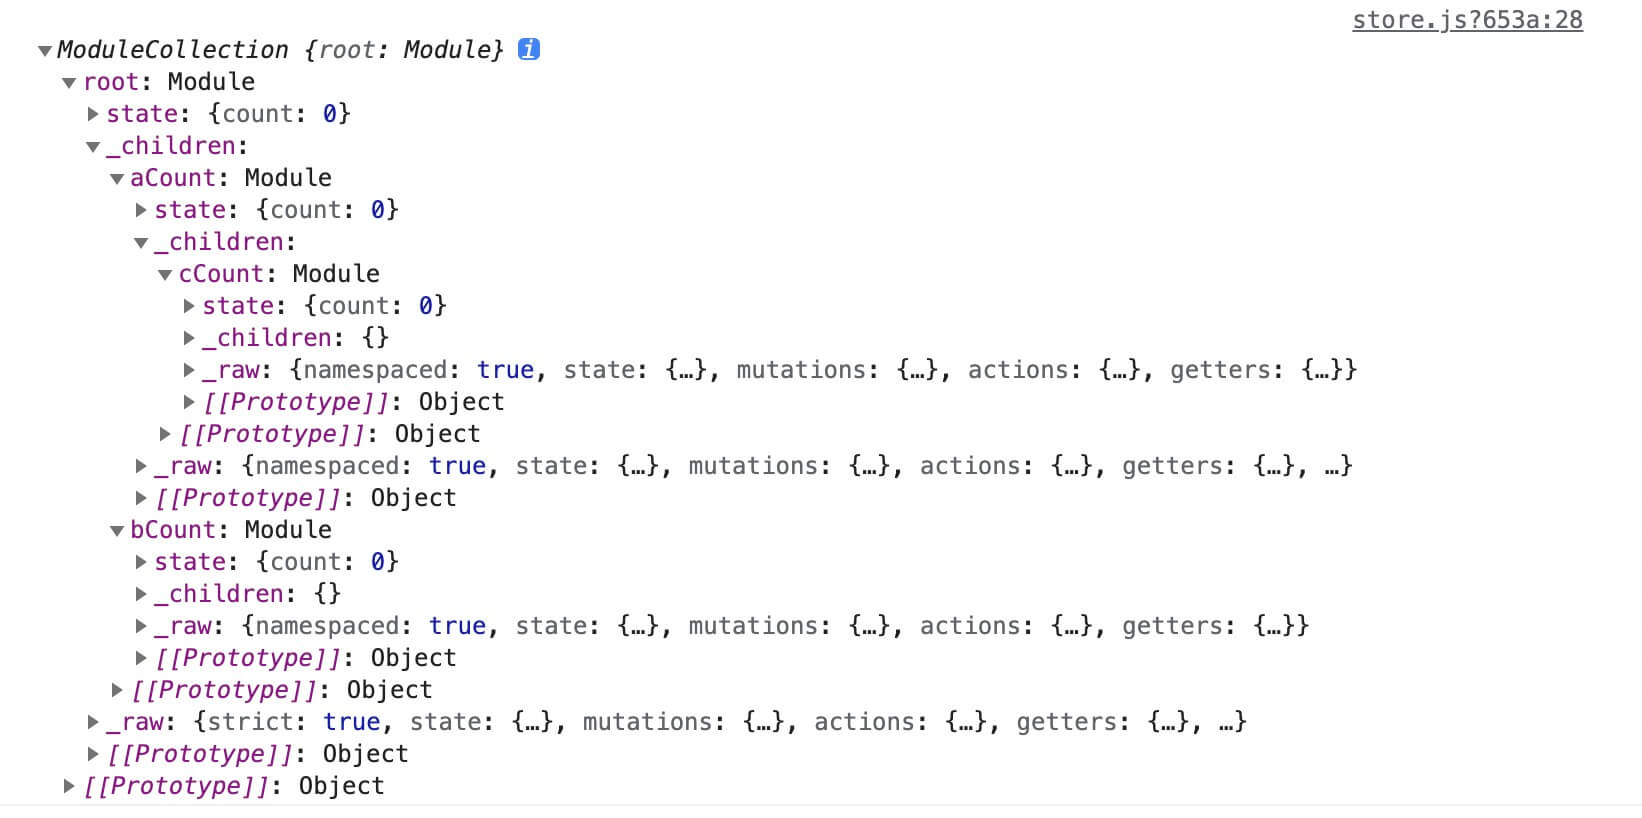 store.js?653a:28
▼ModuleCollection {root: Module} i
▼root: Module
▶state: {count: 0}
▼_children:
▼aCount: Module
▶state: {count: 0}
▼_children:
▼cCount: Module
▶state: {count: 0}
▶_children: {}
▶_raw: {namespaced: true, state: {…}, mutations: {…}, actions: {…}, getters: {…}}
▶[[Prototype]]: Object
▶[[Prototype]]: Object
▶_raw: {namespaced: true, state: {…}, mutations: {…}, actions: {…}, getters: {…}, …}
▶[[Prototype]]: Object
▼bCount: Module
▶state: {count: 0}
▶_children: {}
▶_raw: {namespaced: true, state: {…}, mutations: {…}, actions: {…}, getters: {…}}
▶[[Prototype]]: Object
▶[[Prototype]]: Object
▶_raw: {strict: true, state: {…}, mutations: {…}, actions: {…}, getters: {…}, …}
▶[[Prototype]]: Object
▶[[Prototype]]: Object